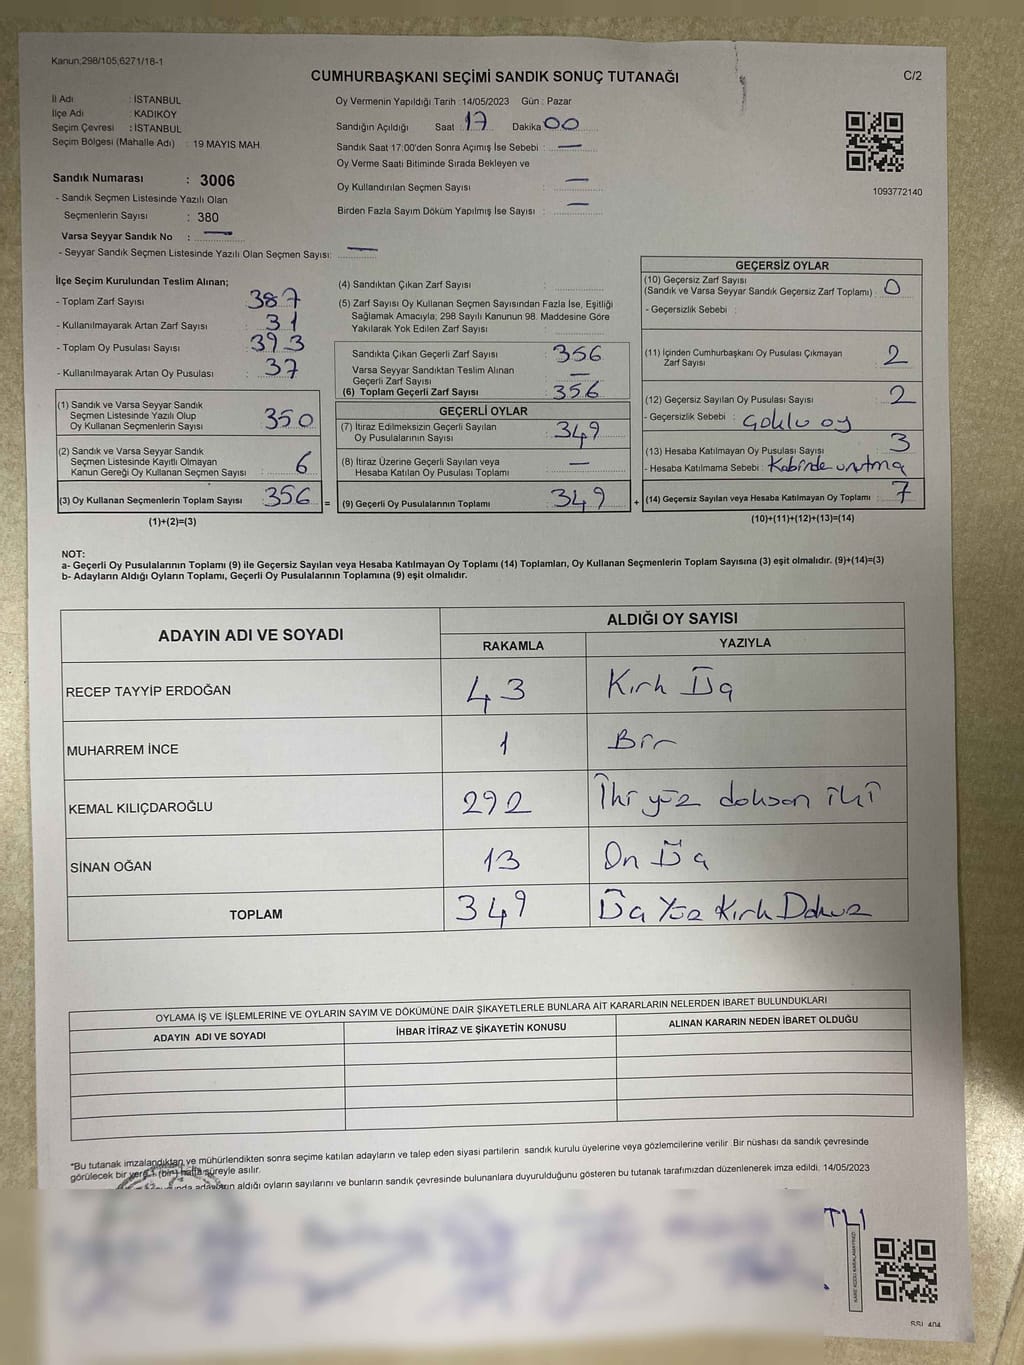 Kanun;298/105,6271/18-1
CUMHURBAŞKANI SEÇİMİ SANDIK SONUÇ TUTANAĞI
C/2
İl Adı : İSTANBUL
İlçe Adı : KADIKÖY
Seçim Çevresi : İSTANBUL
Seçim Bölgesi (Mahalle Adı) : 19 MAYIS MAH.
Sandık Numarası : 3006
- Sandık Seçmen Listesinde Yazılı Olan
Seçmenlerin Sayısı : 380
Varsa Seyyar Sandık No : —
- Seyyar Sandık Seçmen Listesinde Yazılı Olan Seçmen Sayısı: —
Oy Vermenin Yapıldığı Tarih : 14/05/2023 Gün : Pazar
Sandığın Açıldığı Saat : 17 Dakika 00
Sandık Saat 17:00'den Sonra Açımış İse Sebebi : —
Oy Verme Saati Bitiminde Sırada Bekleyen ve
Oy Kullandırılan Seçmen Sayısı : —
Birden Fazla Sayım Döküm Yapılmış İse Sayısı : —
1093772140
İlçe Seçim Kurulundan Teslim Alınan;
- Toplam Zarf Sayısı : 387
- Kullanılmayarak Artan Zarf Sayısı : 31
- Toplam Oy Pusulası Sayısı : 393
- Kullanılmayarak Artan Oy Pusulası : 37
(1) Sandık ve Varsa Seyyar Sandık
Seçmen Listesinde Yazılı Olup
Oy Kullanan Seçmenlerin Sayısı : 350
(2) Sandık ve Varsa Seyyar Sandık
Seçmen Listesinde Kayıtlı Olmayan
Kanun Gereği Oy Kullanan Seçmen Sayısı : 6
(3) Oy Kullanan Seçmenlerin Toplam Sayısı : 356
(1)+(2)=(3)
(4) Sandıktan Çıkan Zarf Sayısı :
(5) Zarf Sayısı Oy Kullanan Seçmen Sayısından Fazla İse, Eşitliği
Sağlamak Amacıyla, 298 Sayılı Kanunun 98. Maddesine Göre
Yakılarak Yok Edilen Zarf Sayısı :
Sandıkta Çıkan Geçerli Zarf Sayısı : 356
Varsa Seyyar Sandıktan Teslim Alınan
Geçerli Zarf Sayısı : —
(6) Toplam Geçerli Zarf Sayısı : 356
GEÇERLİ OYLAR
(7) İtiraz Edilmeksizin Geçerli Sayılan
Oy Pusulalarının Sayısı : 349
(8) İtiraz Üzerine Geçerli Sayılan veya
Hesaba Katılan Oy Pusulası Toplamı : —
= (9) Geçerli Oy Pusulalarının Toplamı : 349 +
GEÇERSİZ OYLAR
(10) Geçersiz Zarf Sayısı
(Sandık ve Varsa Seyyar Sandık Geçersiz Zarf Toplamı) : 0
- Geçersizlik Sebebi :
(11) İçinden Cumhurbaşkanı Oy Pusulası Çıkmayan
Zarf Sayısı : 2
(12) Geçersiz Sayılan Oy Pusulası Sayısı : 2
- Geçersizlik Sebebi : Çoklu oy
(13) Hesaba Katılmayan Oy Pusulası Sayısı : 3
- Hesaba Katılmama Sebebi : Kabinde unutma
(14) Geçersiz Sayılan veya Hesaba Katılmayan Oy Toplamı : 7
(10)+(11)+(12)+(13)=(14)
NOT:
a- Geçerli Oy Pusulalarının Toplamı (9) ile Geçersiz Sayılan veya Hesaba Katılmayan Oy Toplamı (14) Toplamları, Oy Kullanan Seçmenlerin Toplam Sayısına (3) eşit olmalıdır. (9)+(14)=(3)
b- Adayların Aldığı Oyların Toplamı, Geçerli Oy Pusulalarının Toplamına (9) eşit olmalıdır.
ADAYIN ADI VE SOYADI
ALDIĞI OY SAYISI
RAKAMLA YAZIYLA
RECEP TAYYİP ERDOĞAN 43 Kırk Üç
MUHARREM İNCE 1 Bir
KEMAL KILIÇDAROĞLU 292 İki yüz doksan iki
SİNAN OĞAN 13 On Üç
TOPLAM 349 Üç Yüz Kırk Dokuz
OYLAMA İŞ VE İŞLEMLERİNE VE OYLARIN SAYIM VE DÖKÜMÜNE DAİR ŞİKAYETLERLE BUNLARA AİT KARARLARIN NELERDEN İBARET BULUNDUKLARI
ADAYIN ADI VE SOYADI İHBAR İTİRAZ VE ŞİKAYETİN KONUSU ALINAN KARARIN NEDEN İBARET OLDUĞU
*Bu tutanak imzalandıktan ve mühürlendikten sonra seçime katılan adayların ve talep eden siyasi partilerin sandık kurulu üyelerine veya gözlemcilerine verilir. Bir nüshası da sandık çevresinde
görülecek bir yere 1 (bir) hafta süreyle asılır.
adayların aldığı oyların sayılarını ve bunların sandık çevresinde bulunanlara duyurulduğunu gösteren bu tutanak tarafımızdan düzenlenerek imza edildi. 14/05/2023
TLI